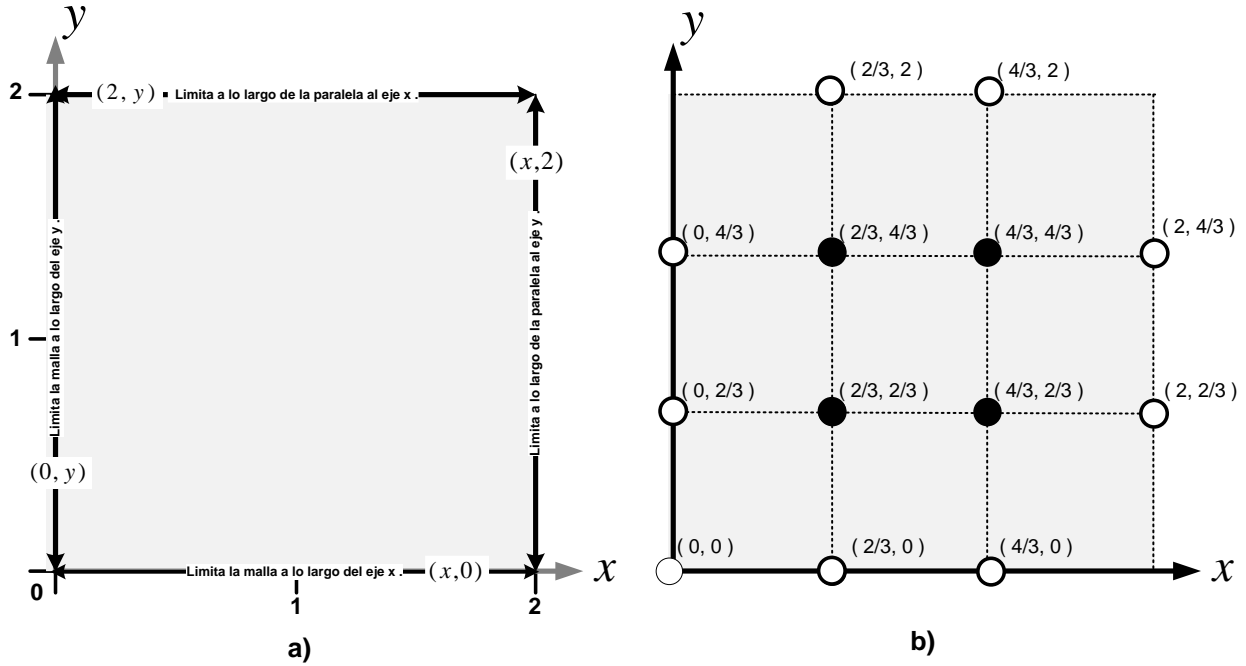 y
2
(2, y)
Limita a lo largo de la paralela al eje x .
(x,2)
Limita la malla a lo largo del eje y .
Limita a lo largo de la paralela al eje y .
1
(0, y)
Limita la malla a lo largo del eje x .
(x,0)
x
0
1
2
a)
y
( 2/3, 2 )
( 4/3, 2 )
( 0, 4/3 )
( 2/3, 4/3 )
( 4/3, 4/3 )
( 2, 4/3 )
( 0, 2/3 )
( 2/3, 2/3 )
( 4/3, 2/3 )
( 2, 2/3 )
( 0, 0 )
( 2/3, 0 )
( 4/3, 0 )
x
b)